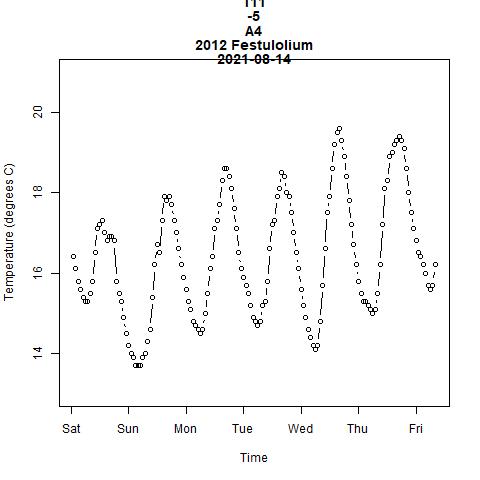 T11
-5
A4
2012 Festulolium
2021-08-14
Temperature (degrees C)
20
18
16
14
Sat Sun Mon Tue Wed Thu Fri
Time